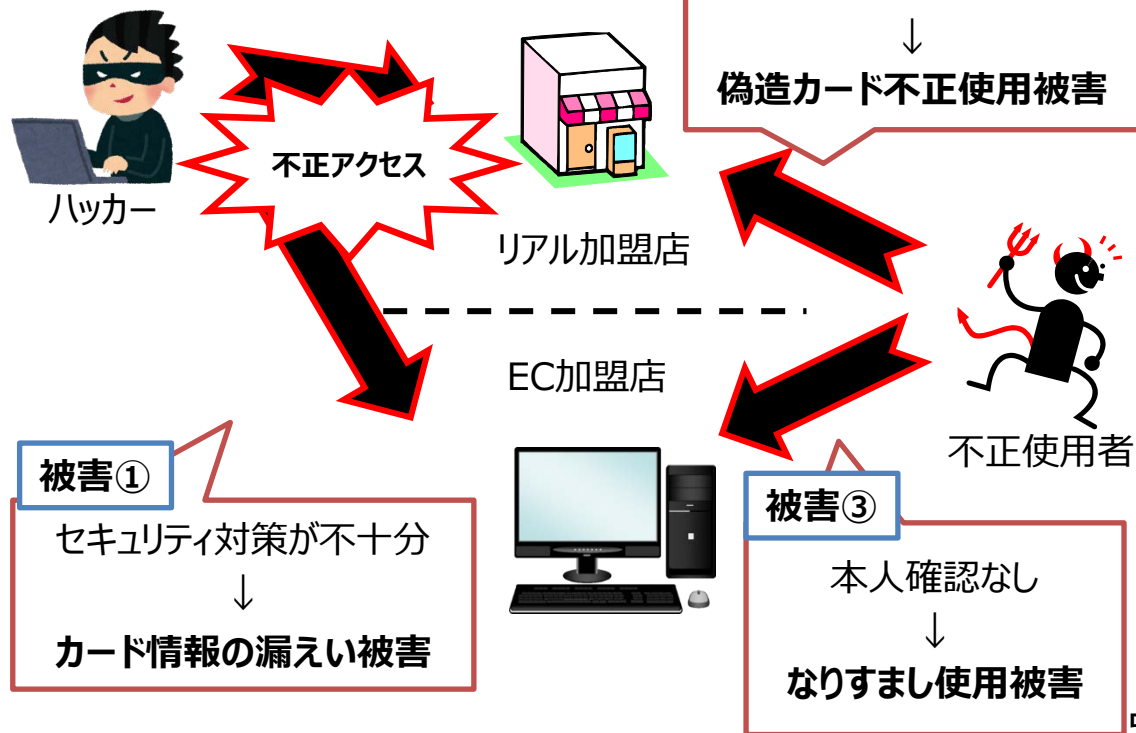 ↓
偽造カード不正使用被害
不正アクセス
ハッカー
リアル加盟店
EC加盟店
不正使用者
被害①
セキュリティ対策が不十分
↓
カード情報の漏えい被害
被害③
本人確認なし
↓
なりすまし使用被害